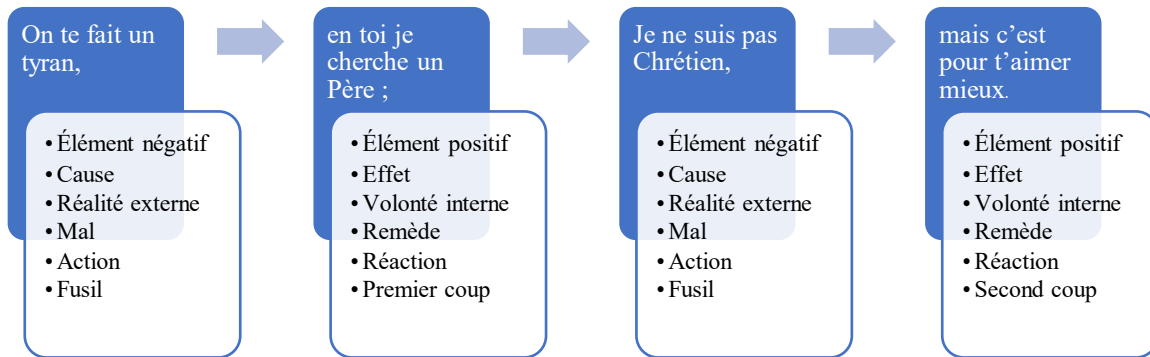 On te fait un
tyran,
• Élément négatif
• Cause
• Réalité externe
• Mal
• Action
• Fusil
en toi je
cherche un
Père ;
• Élément positif
• Effet
• Volonté interne
• Remède
• Réaction
• Premier coup
Je ne suis pas
Chrétien,
• Élément négatif
• Cause
• Réalité externe
• Mal
• Action
• Fusil
mais c’est
pour t’aimer
mieux.
• Élément positif
• Effet
• Volonté interne
• Remède
• Réaction
• Second coup